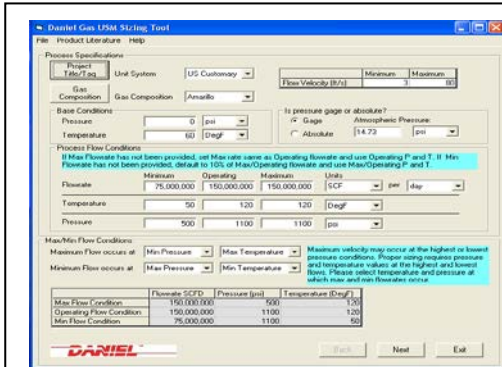 Daniel Gas USM Sizing Tool
File Product Literature Help
Process Specifications
Project Title/Tag Unit System US Customary
Minimum Maximum
Flow Velocity (ft/s) 3 80
Gas Composition Gas Composition Amarillo
Base Conditions
Pressure 0 psi
Temperature 60 DegF
Is pressure gage or absolute?
Gage Atmospheric Pressure:
Absolute 14.73 psi
Process Flow Conditions
If Max Flowrate has not been provided, set Max rate same as Operating flowrate and use Operating P and T. If Min
Flowrate has not been provided, default to 10% of Max/Operating flowrate and use Max/Operating P and T.
Minimum Operating Maximum Units
Flowrate 75,000,000 150,000,000 150,000,000 SCF per day
Temperature 50 120 120 DegF
Pressure 500 1100 1100 psi
Max/Min Flow Conditions
Maximum Flow occurs at Min Pressure Max Temperature
Minimum Flow occurs at Max Pressure Min Temperature
Maximum velocity may occur at the highest or lowest
pressure conditions. Proper sizing requires pressure
and temperature values at the highest and lowest
flows. Please select temperature and pressure at
which max and min flowrates occur.
Flowrate SCFD Pressure (psi) Temperature (DegF)
Max Flow Condition 150,000,000 500 120
Operating Flow Condition 150,000,000 1100 120
Min Flow Condition 75,000,000 1100 50
DANIEL
Back Next Exit